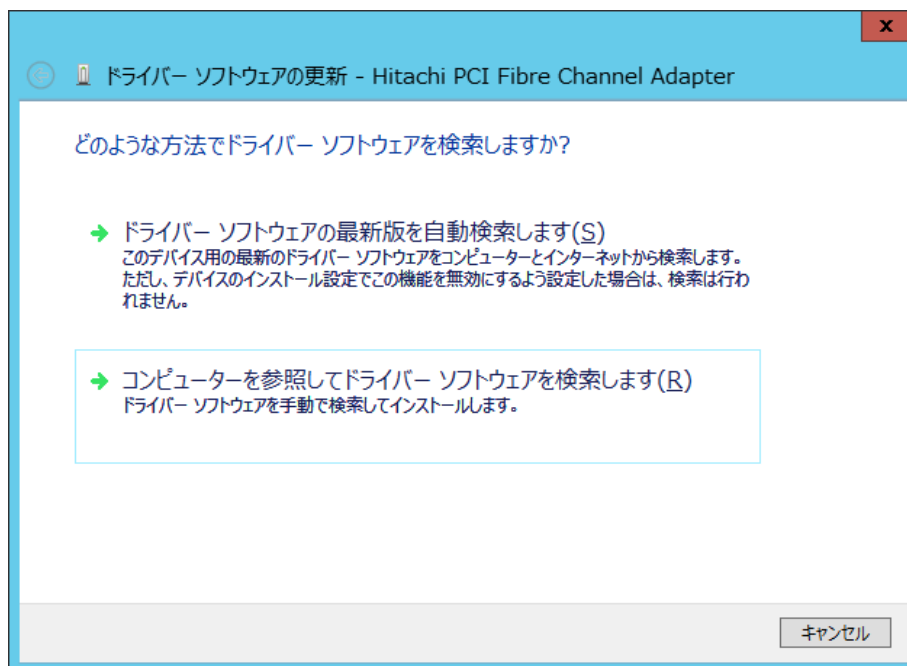 x
ドライバー ソフトウェアの更新 - Hitachi PCI Fibre Channel Adapter
どのような方法でドライバー ソフトウェアを検索しますか?
ドライバー ソフトウェアの最新版を自動検索します(S)
このデバイス用の最新のドライバー ソフトウェアをコンピューターとインターネットから検索します。
ただし、デバイスのインストール設定でこの機能を無効にするよう設定した場合は、検索は行わ
れません。
コンピューターを参照してドライバー ソフトウェアを検索します(R)
ドライバー ソフトウェアを手動で検索してインストールします。
キャンセル